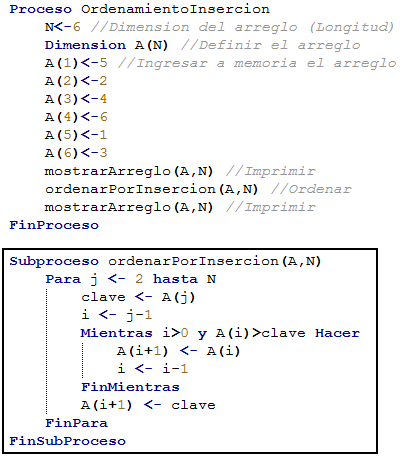 Proceso OrdenamientoInsercion
N<-6 //Dimension del arreglo (Longitud)
Dimension A(N) //Definir el arreglo
A(1)<-5 //Ingresar a memoria el arreglo
A(2)<-2
A(3)<-4
A(4)<-6
A(5)<-1
A(6)<-3
mostrarArreglo(A,N) //Imprimir
ordenarPorInsercion(A,N) //Ordenar
mostrarArreglo(A,N) //Imprimir
FinProceso
Subproceso ordenarPorInsercion(A,N)
Para j <- 2 hasta N
clave <- A(j)
i <- j-1
Mientras i>0 y A(i)>clave Hacer
A(i+1) <- A(i)
i <- i-1
FinMientras
A(i+1) <- clave
FinPara
FinSubProceso